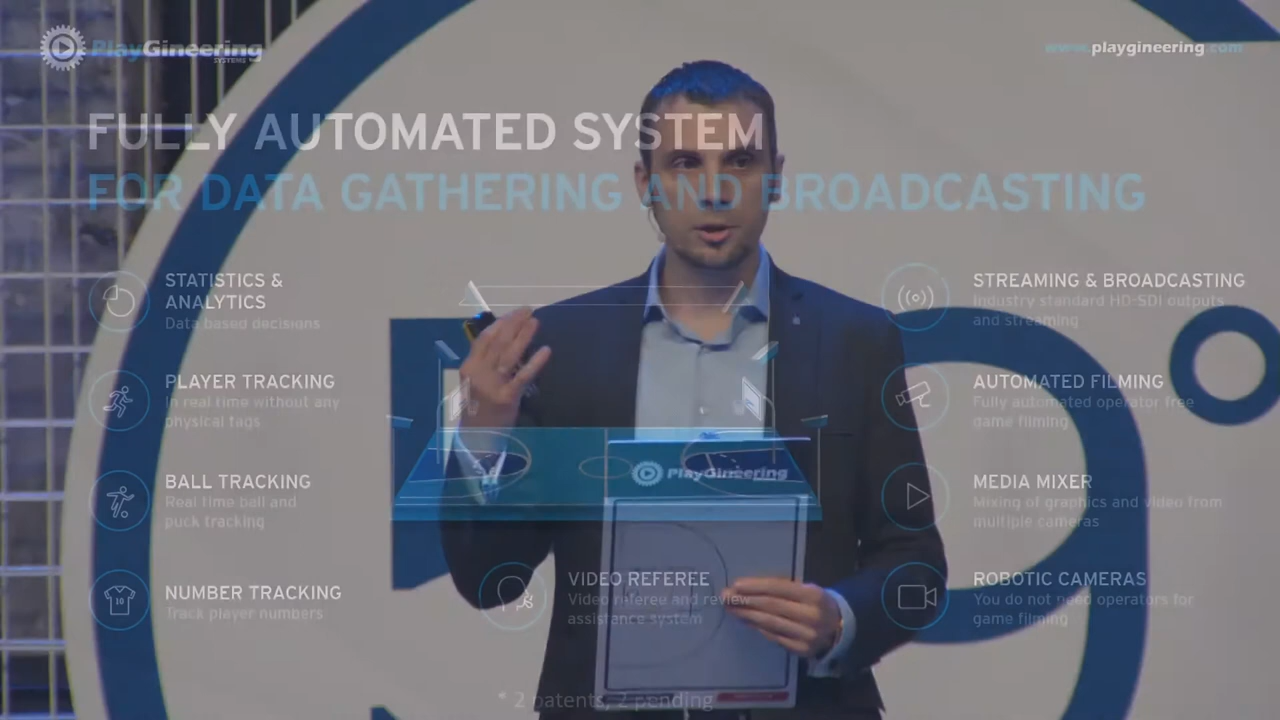 PlayGineering
SYSTEMS
www.playgineering.com
FULLY AUTOMATED SYSTEM
FOR DATA GATHERING AND BROADCASTING
STATISTICS &
ANALYTICS
Data based decisions
PLAYER TRACKING
In real time without any
physical tags
BALL TRACKING
Real time ball and
puck tracking
NUMBER TRACKING
Track player numbers
10
PlayGineering
VIDEO REFEREE
Video referee and review
assistance system
STREAMING & BROADCASTING
Industry standard HD-SDI outputs
and streaming
AUTOMATED FILMING
Fully automated operator free
game filming
MEDIA MIXER
Mixing of graphics and video from
multiple cameras
ROBOTIC CAMERAS
You do not need operators for
game filming
* 2 patents, 2 pending